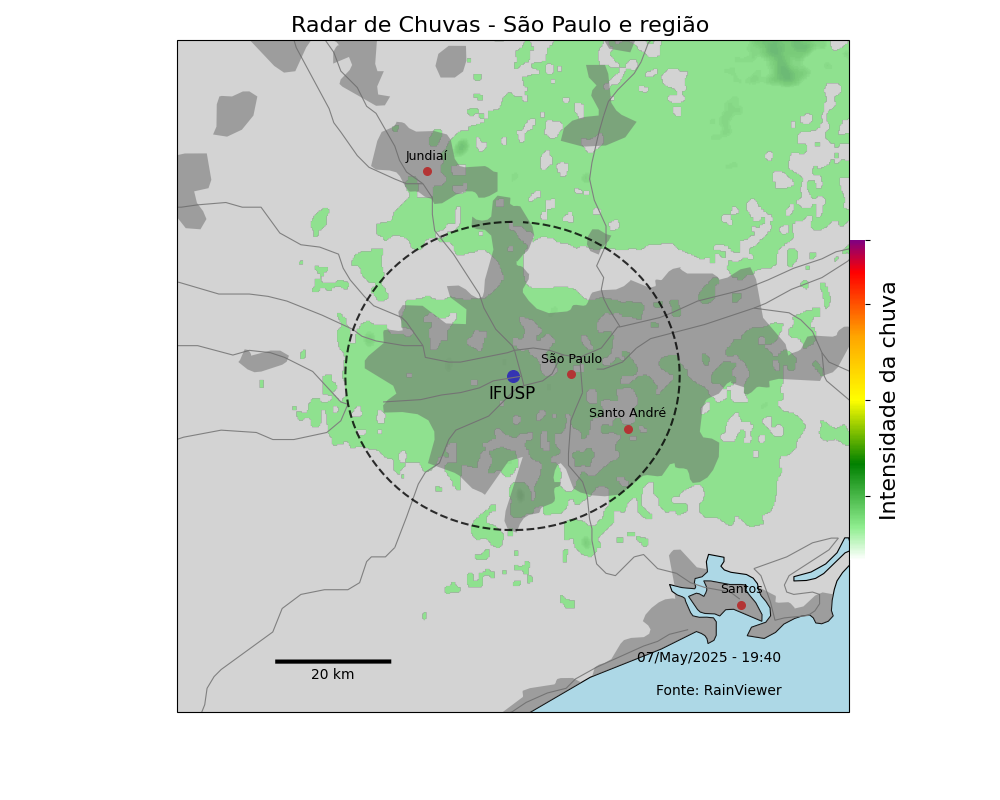 Radar de Chuvas - São Paulo e região
Jundiaí
São Paulo
IFUSP
Santo André
Intensidade da chuva
Santos
07/May/2025 - 19:40
20 km
Fonte: RainViewer